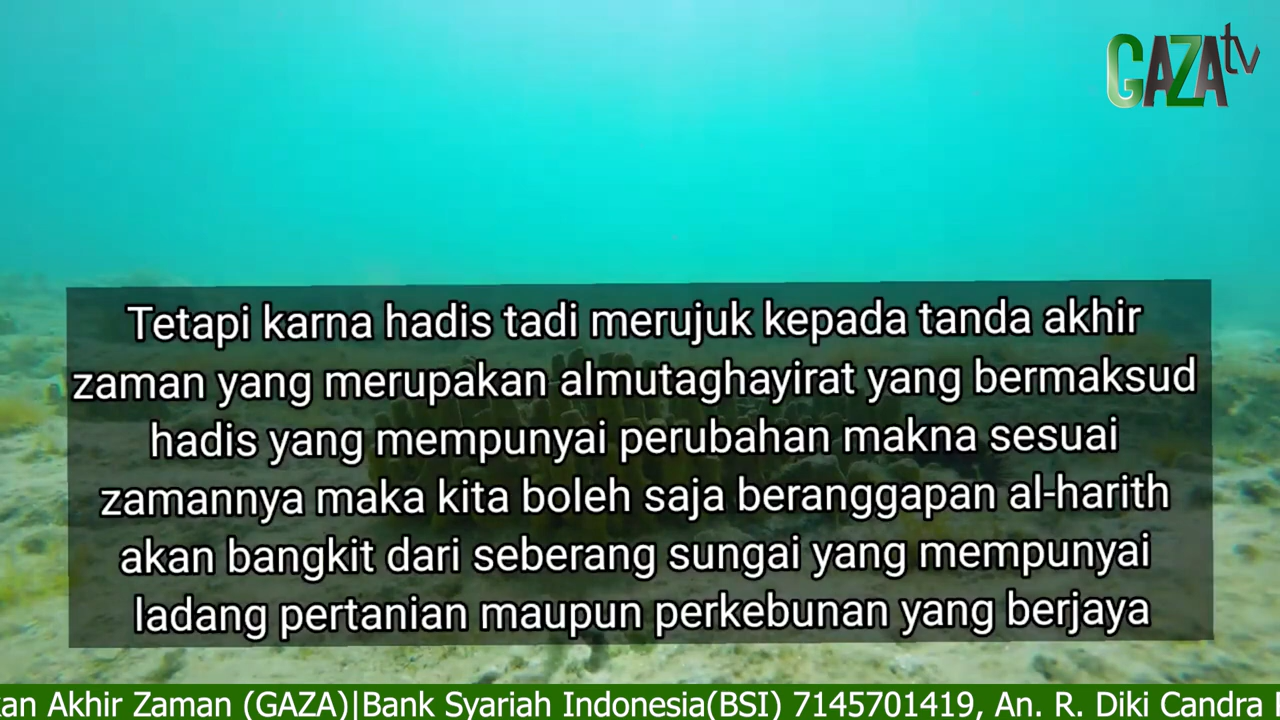 GAZAtv
Tetapi karna hadis tadi merujuk kepada tanda akhir
zaman yang merupakan almutaghayirat yang bermaksud
hadis yang mempunyai perubahan makna sesuai
zamannya maka kita boleh saja beranggapan al-harith
akan bangkit dari seberang sungai yang mempunyai
ladang pertanian maupun perkebunan yang berjaya
Akhir Zaman (GAZA)|Bank Syariah Indonesia(BSI) 7145701419, An. R. Diki Candra